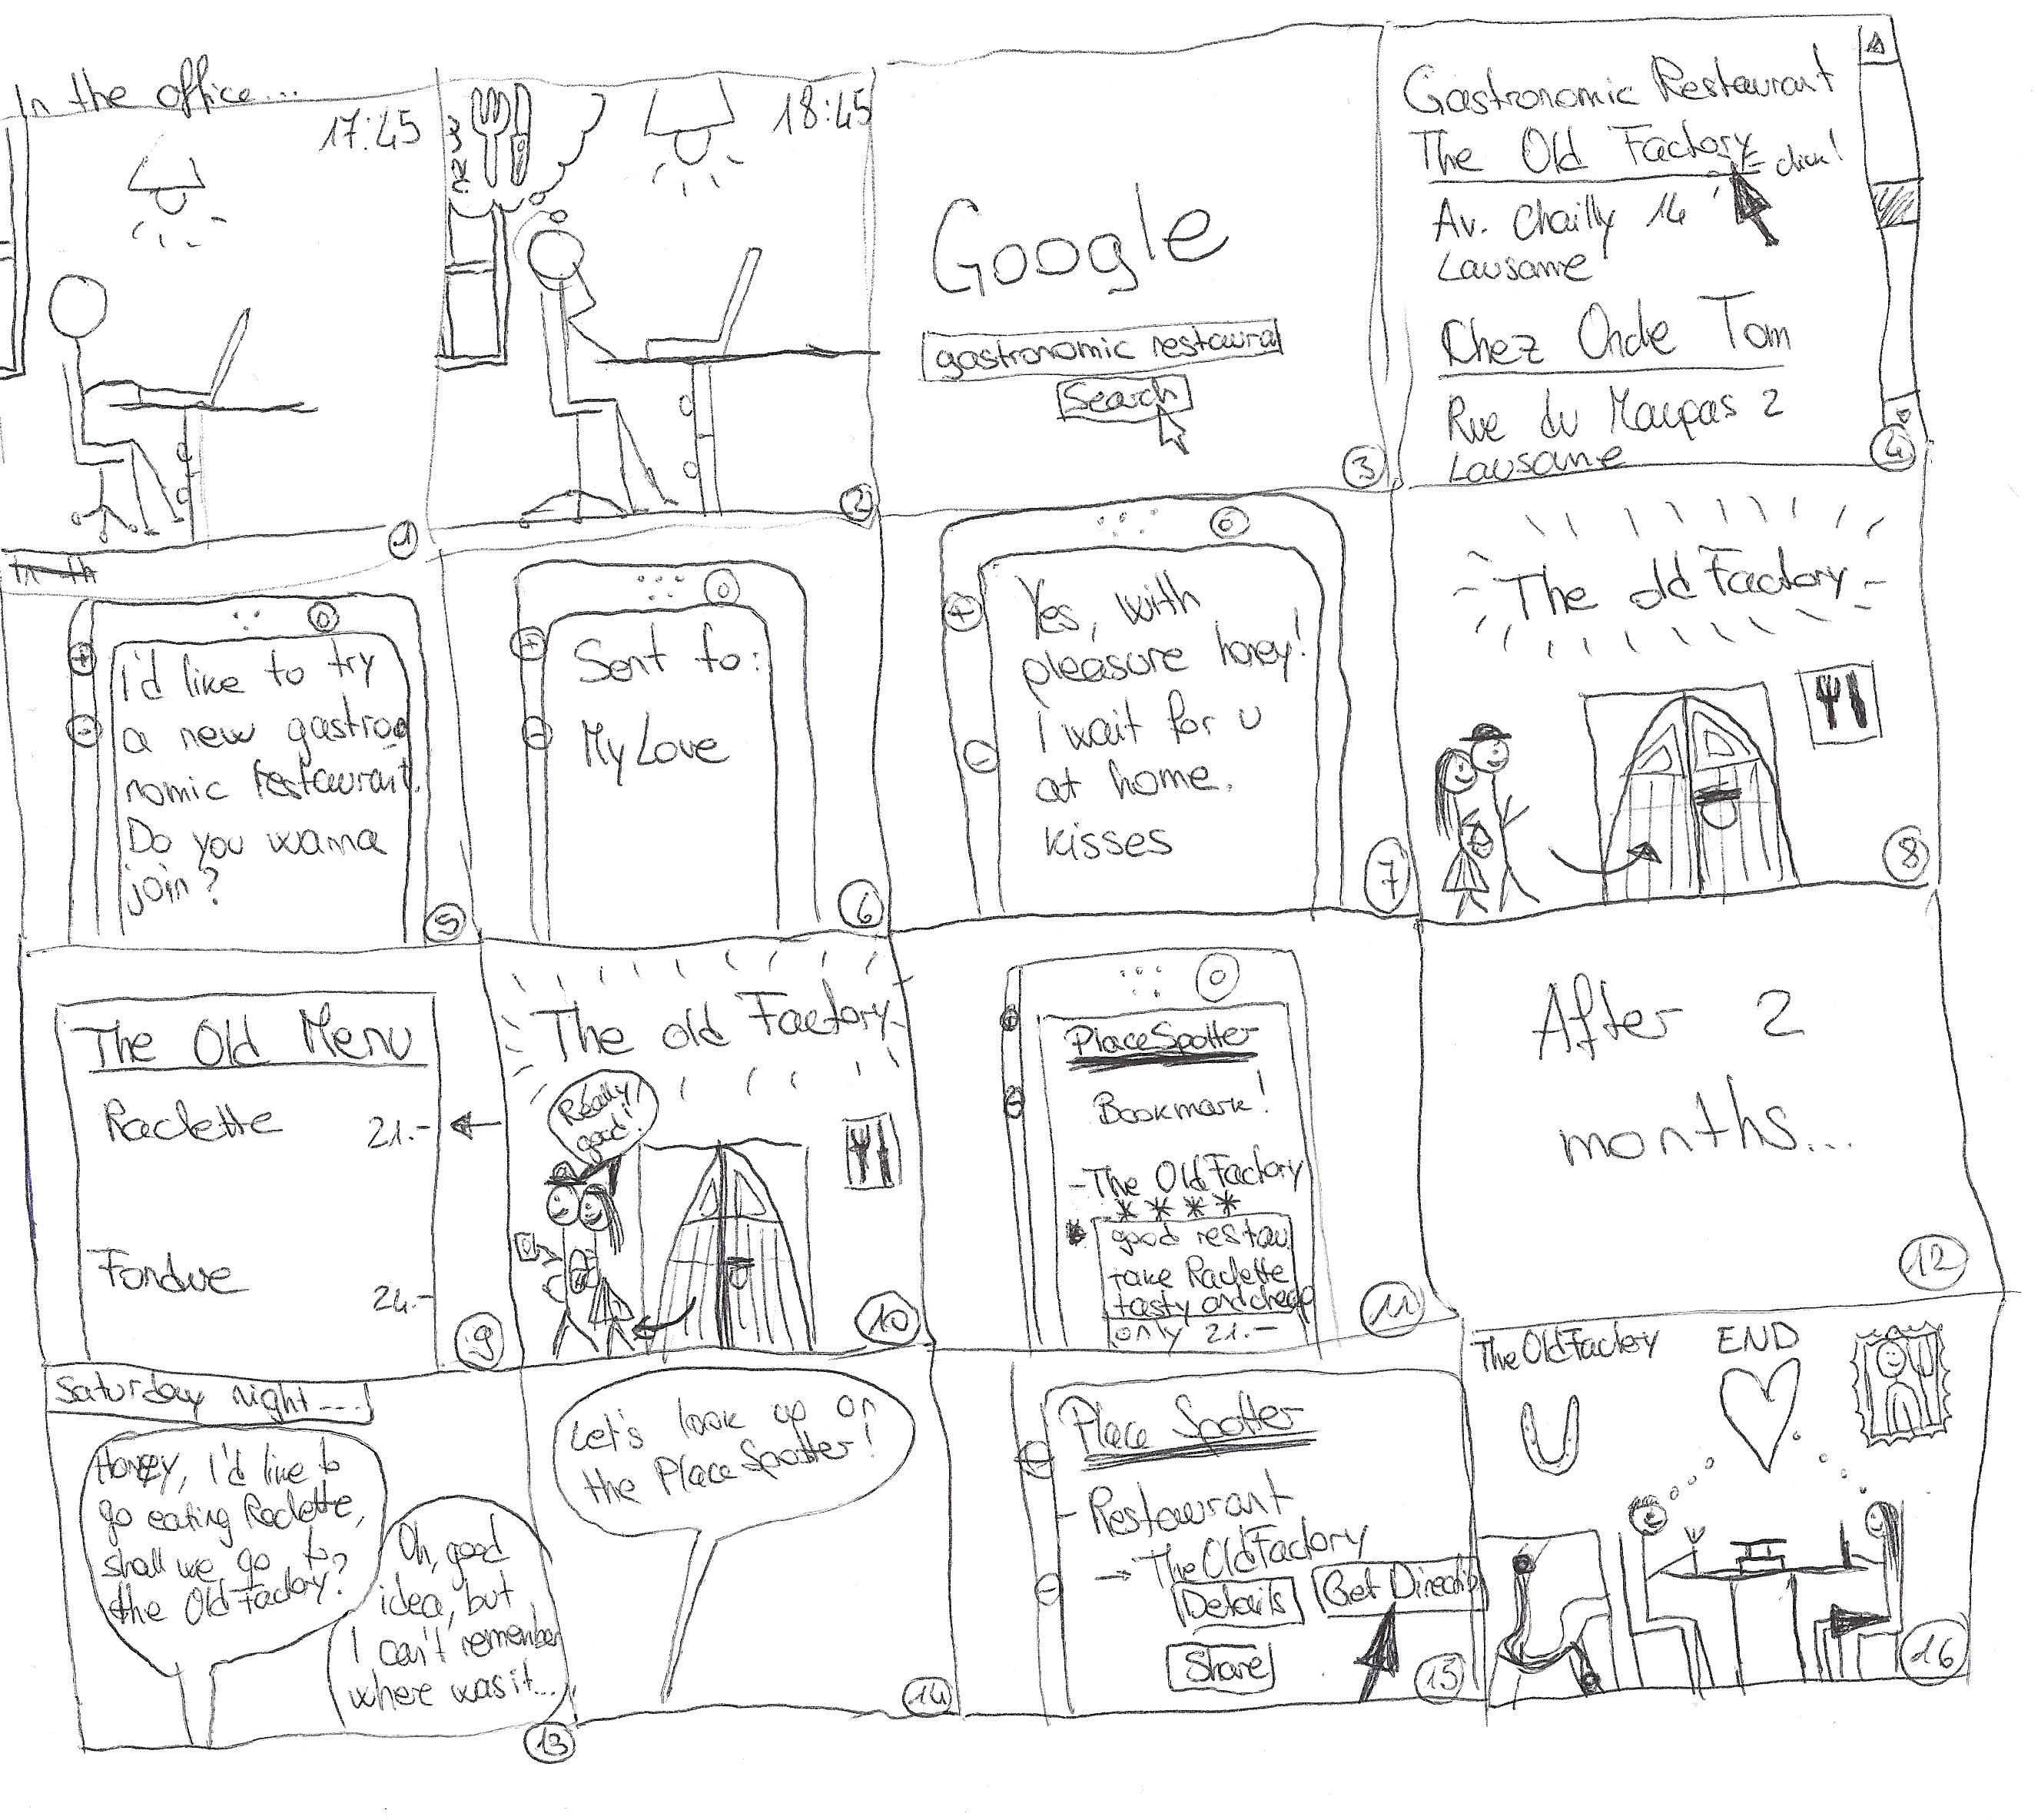 In the office...
17:45
1
18:45
2
Google
gastronomic restaura
Search
3
Gastronomic Restaurant
The Old Factory
click!
Av. Chailly 14
Lausanne
Chez Oncle Tom
Rue du Maupas 2
Lausanne
4
In th
I'd like to try
a new gastro
nomic restaurant.
Do you wanna
join?
5
Sent to:
My Love
6
Yes, with
pleasure honey!
I wait for u
at home.
kisses
7
The old Factory
8
The Old Menu
Raclette 21.-
Fondue 24.-
9
The old Factory
Really
good!
10
PlaceSpotter
Bookmark!
- The Old Factory
* * * *
good restau
take Raclette
tasty and cheap
only 21.-
11
After 2
months...
12
Saturday night...
Honey, I'd like to
go eating Raclette,
shall we go to
the Old Factory?
Oh, good
idea, but
I can't remember
where was it...
13
Let's look up on
the PlaceSpotter!
14
Place Spotter
- Restaurant
→ The Old Factory
Details Get Directio
Share
15
The Old Factory END
16